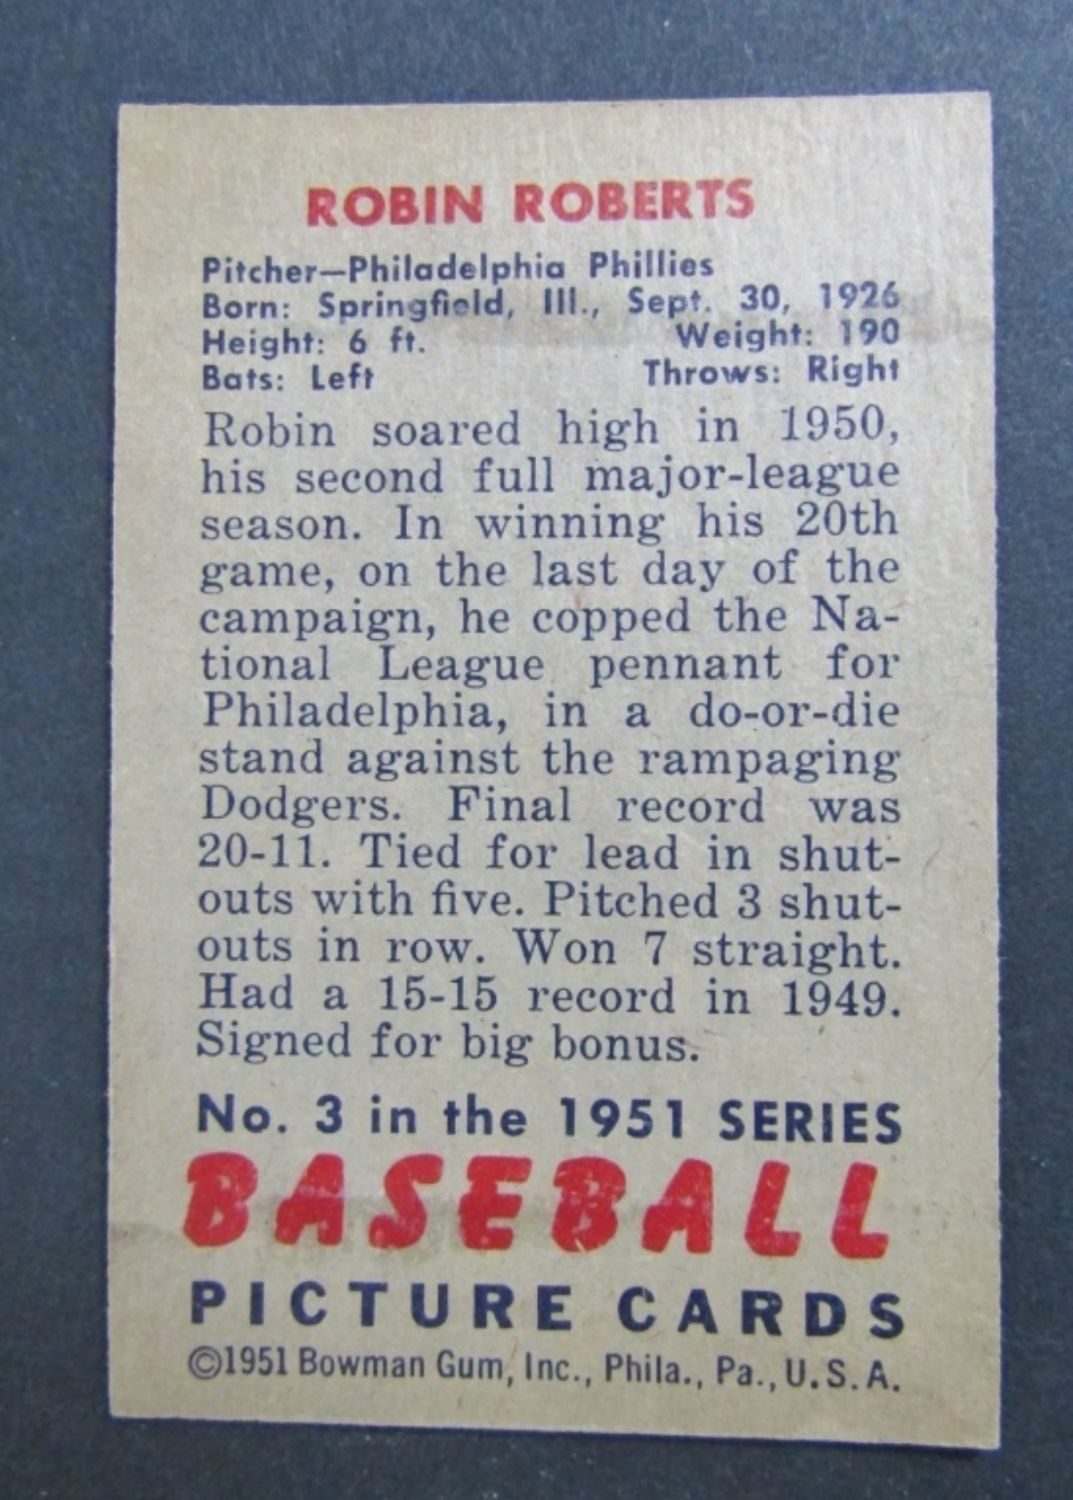 ROBIN ROBERTS
Pitcher—Philadelphia Phillies
Born: Springfield, Ill., Sept. 30, 1926
Height: 6 ft. Weight: 190
Bats: Left Throws: Right
Robin soared high in 1950,
his second full major-league
season. In winning his 20th
game, on the last day of the
campaign, he copped the Na-
tional League pennant for
Philadelphia, in a do-or-die
stand against the rampaging
Dodgers. Final record was
20-11. Tied for lead in shut-
outs with five. Pitched 3 shut-
outs in row. Won 7 straight.
Had a 15-15 record in 1949.
Signed for big bonus.
No. 3 in the 1951 SERIES
BASEBALL
PICTURE CARDS
©1951 Bowman Gum, Inc., Phila., Pa., U.S.A.